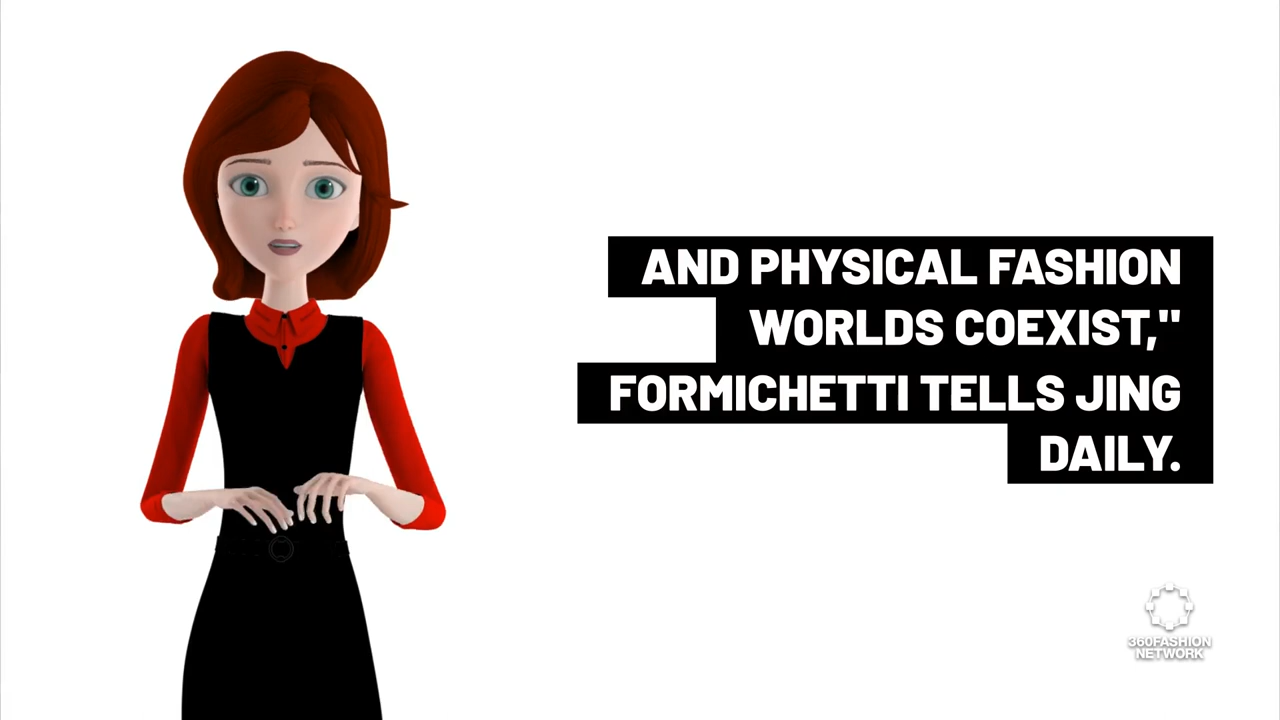 AND PHYSICAL FASHION
WORLDS COEXIST,"
FORMICHETTI TELLS JING
DAILY.
360FASHION
NETWORK